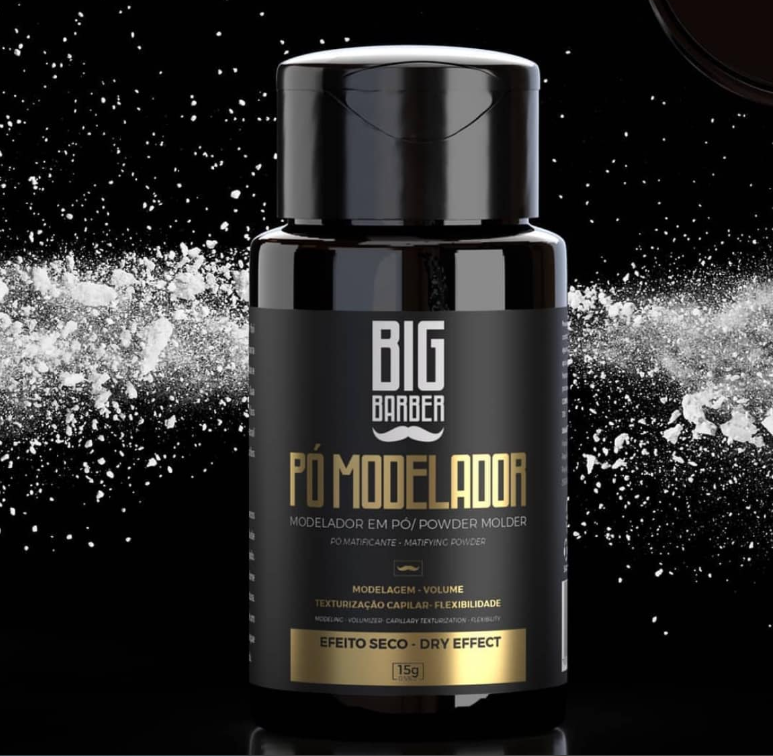 BIG
BARBER
PÓ MODELADOR
MODELADOR EM PÓ/ POWDER MOLDER
PÓ MATIFICANTE - MATIFYING POWDER
MODELAGEM - VOLUME
TEXTURIZAÇÃO CAPILAR- FLEXIBILIDADE
MODELING - VOLUMIZER- CAPILLARY TEXTURIZATION - FLEXIBILITY
EFEITO SECO - DRY EFFECT
15g